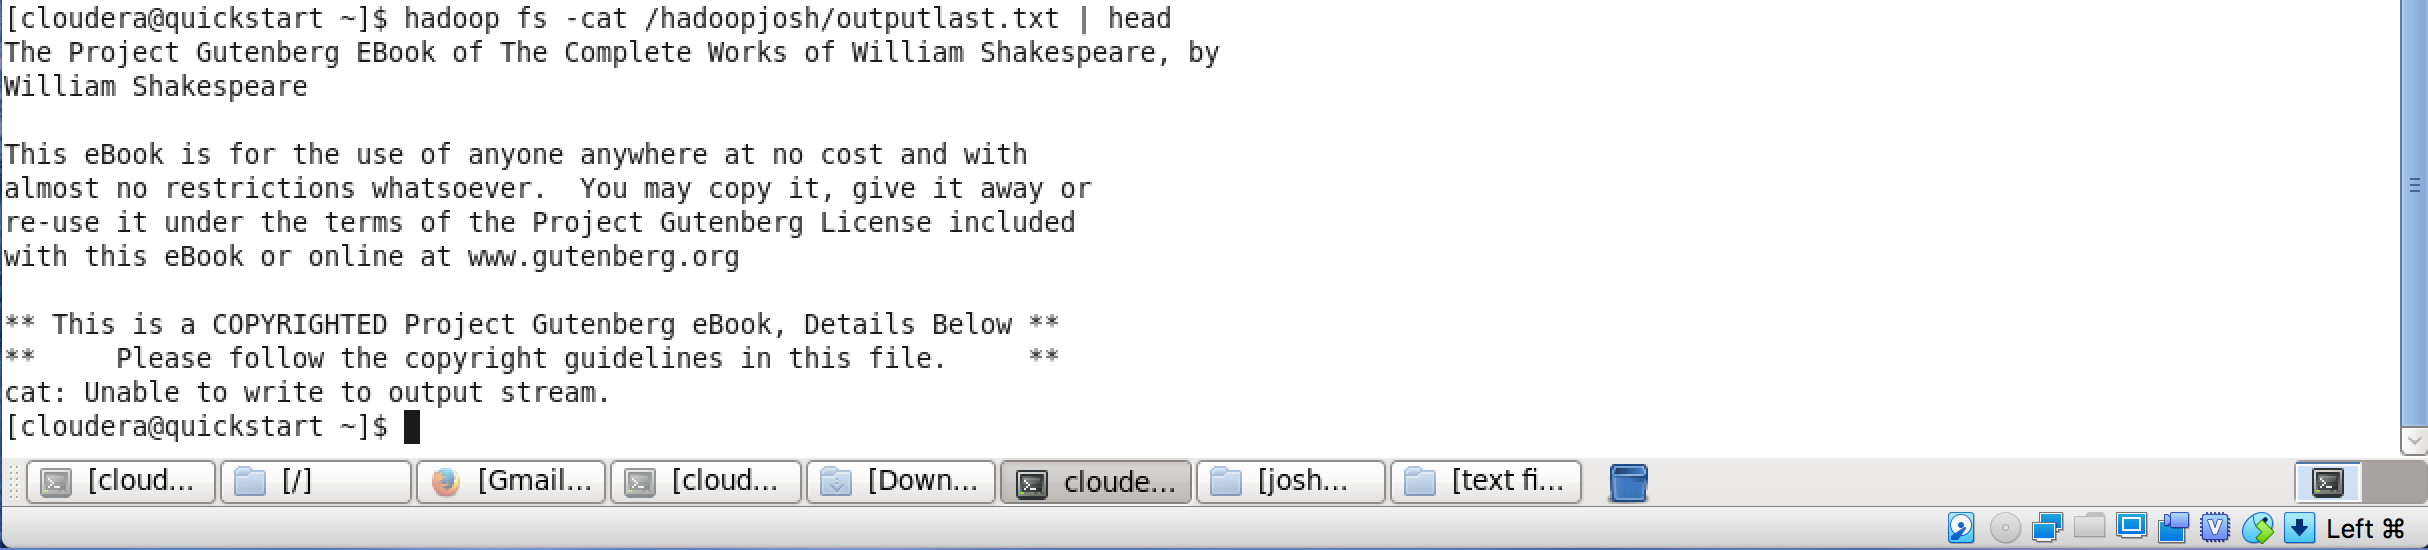 [cloudera@quickstart ~]$ hadoop fs -cat /hadoopjosh/outputlast.txt | head
The Project Gutenberg EBook of The Complete Works of William Shakespeare, by
William Shakespeare

This eBook is for the use of anyone anywhere at no cost and with
almost no restrictions whatsoever.  You may copy it, give it away or
re-use it under the terms of the Project Gutenberg License included
with this eBook or online at www.gutenberg.org

** This is a COPYRIGHTED Project Gutenberg eBook, Details Below **
**     Please follow the copyright guidelines in this file.     **
cat: Unable to write to output stream.
[cloudera@quickstart ~]$
[cloud... [/] [Gmail... [cloud... [Down... cloude... [josh... [text fi...
V Left ⌘